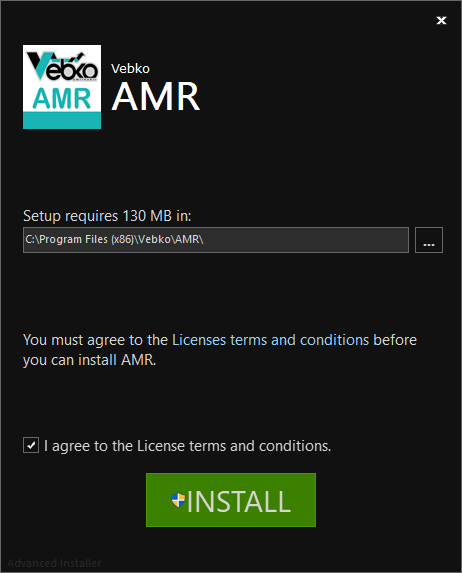 ×
Vebko
AMR
Vebko
AMR
Setup requires 130 MB in:
C:\Program Files (x86)\Vebko\AMR\
...
You must agree to the Licenses terms and conditions before
you can install AMR.
I agree to the License terms and conditions.
INSTALL
Advanced Installer